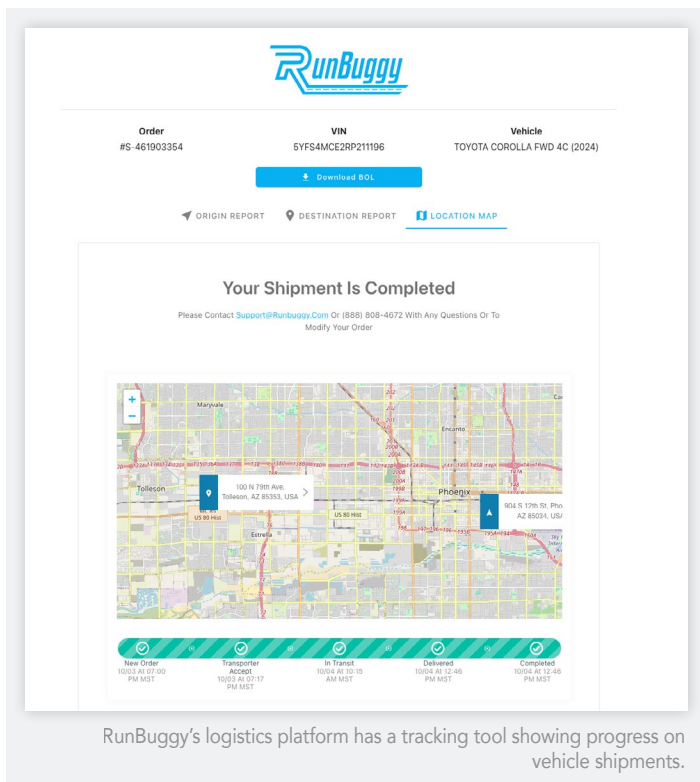 RunBuggy
Order
#S-461903354
VIN
5YFS4MCE2RP211196
Vehicle
TOYOTA COROLLA FWD 4C (2024)
Download BOL
ORIGIN REPORT
DESTINATION REPORT
LOCATION MAP
Your Shipment Is Completed
Please Contact Support@Runbuggy.Com Or (888) 808-4672 With Any Questions Or To
Modify Your Order
+
−
Maryvale
Encanto
Tolleson
100 N 79th Ave,
Tolleson, AZ 85353, USA
US 80 Hist
US 80 Hist
Phoenix
904 S 12th St, Pho
AZ 85034, USA
Estrella
New Order
10/03 At 07:00
PM MST
Transporter
Accept
10/03 At 07:17
PM MST
In Transit
10/04 At 10:15
AM MST
Delivered
10/04 At 12:46
PM MST
Completed
10/04 At 12:46
PM MST
RunBuggy’s logistics platform has a tracking tool showing progress on
vehicle shipments.